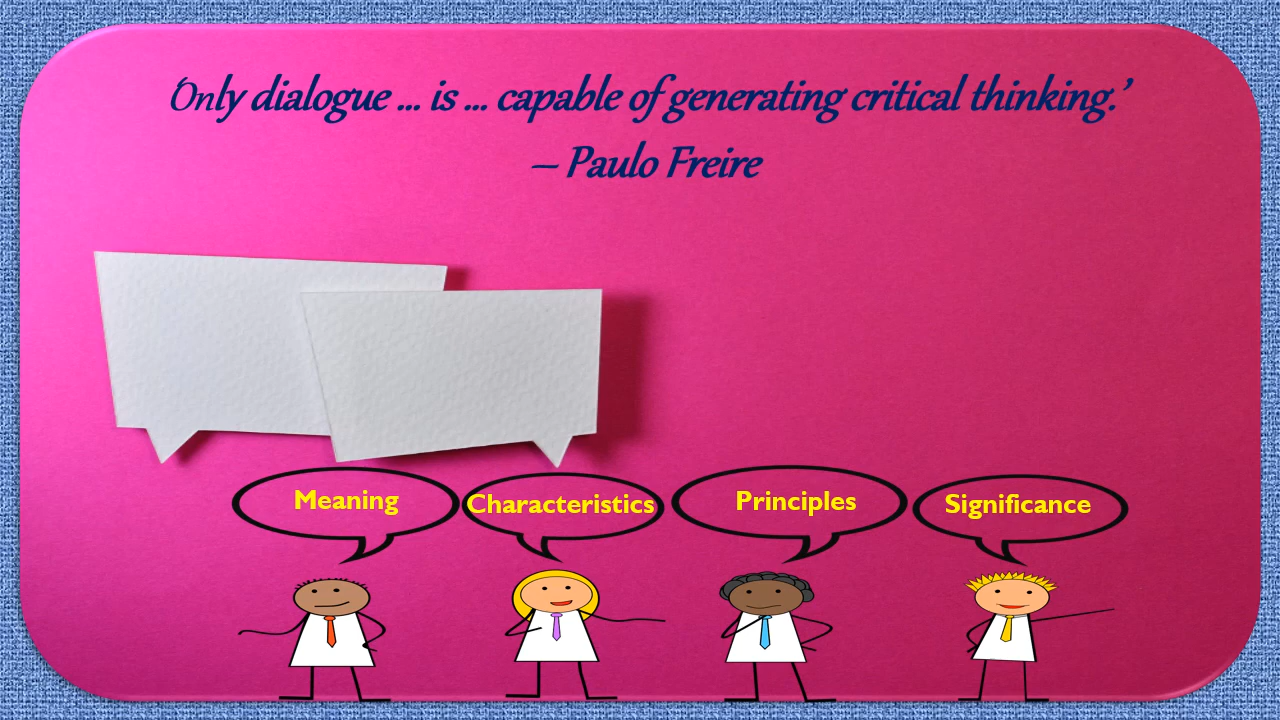 ‘Only dialogue ... is ... capable of generating critical thinking.’
– Paulo Freire
Meaning
Characteristics
Principles
Significance